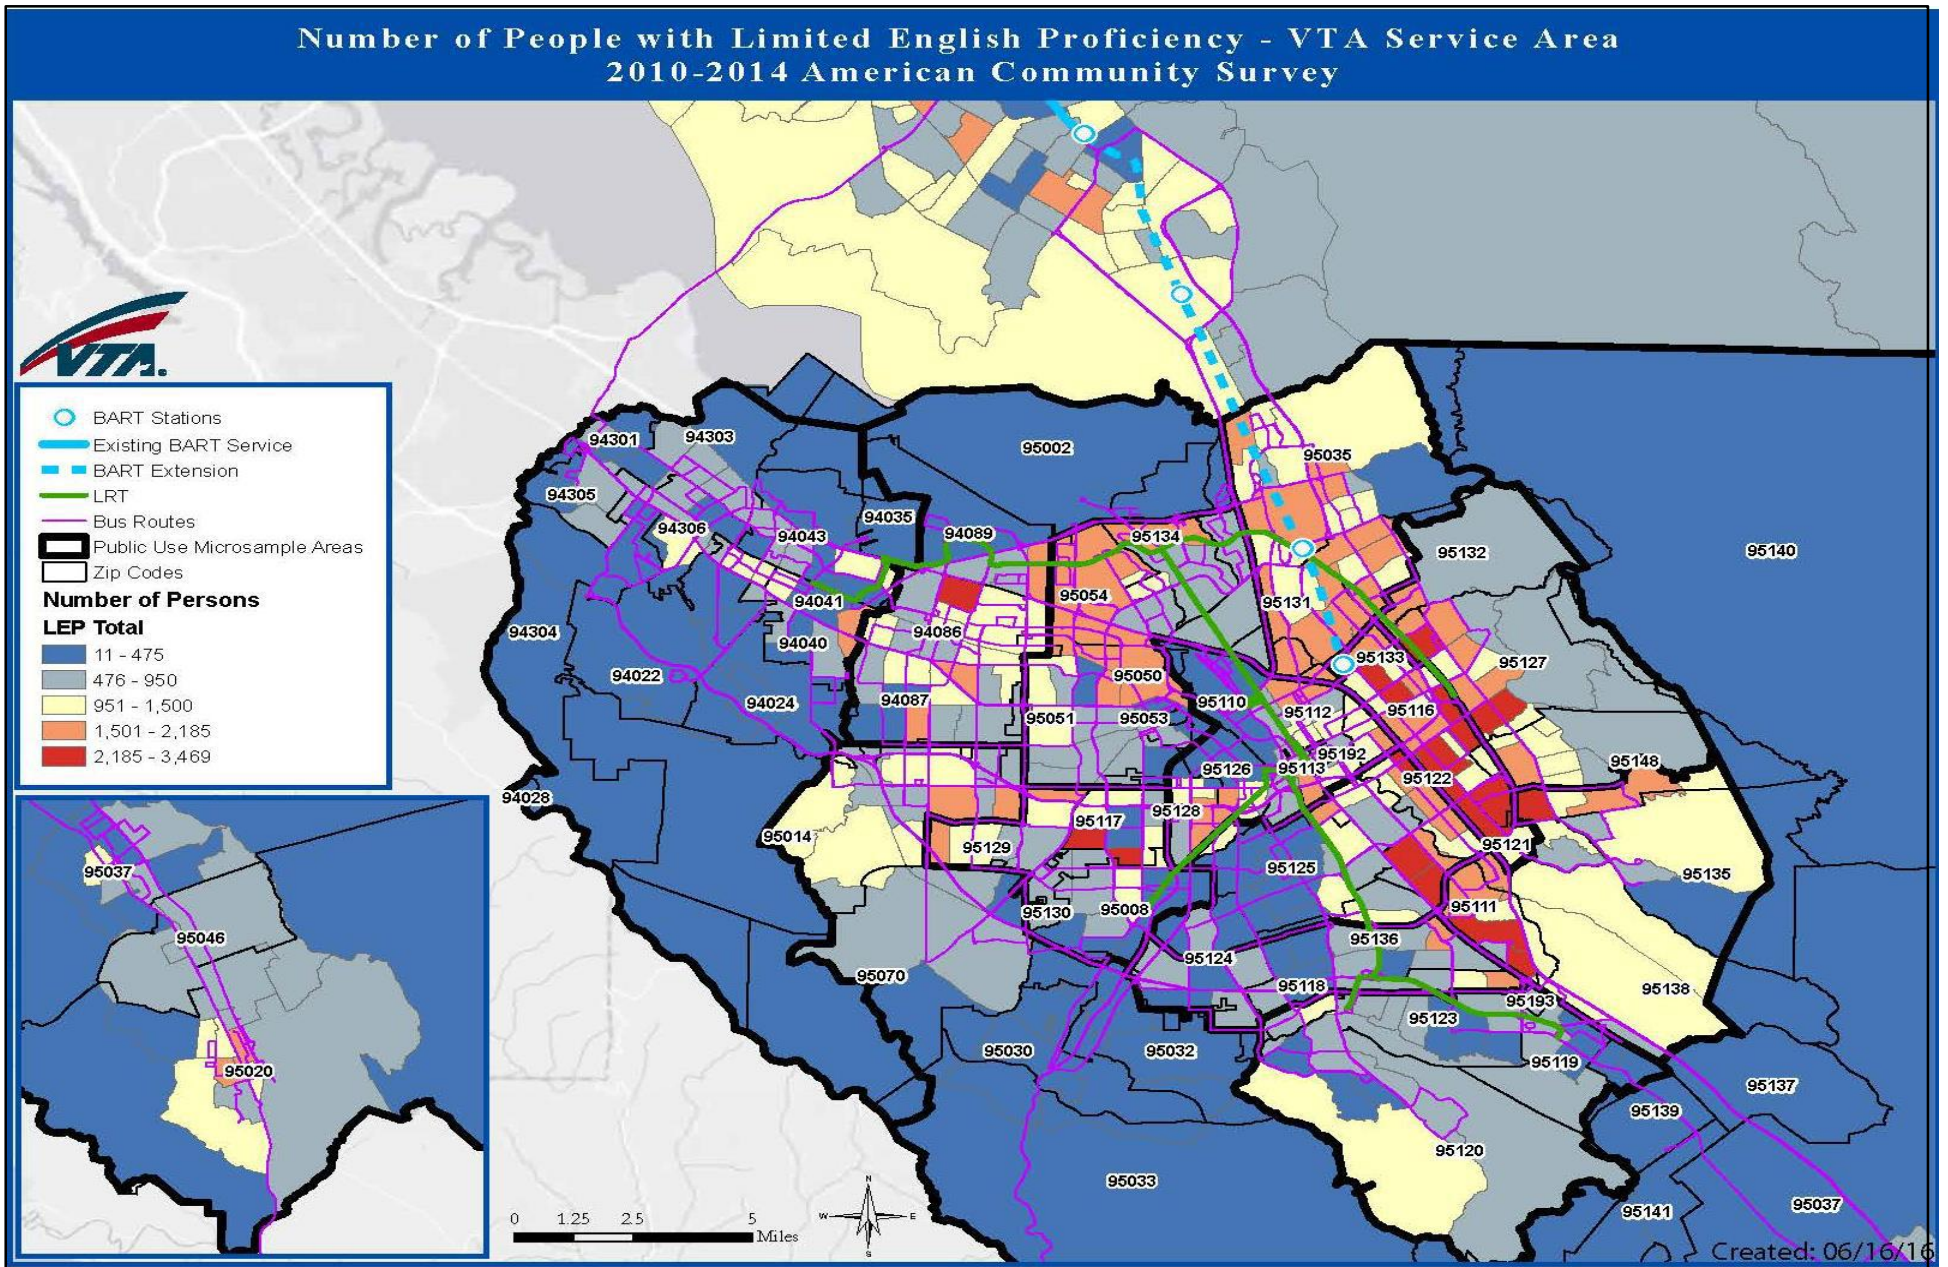 Number of People with Limited English Proficiency - VTA Service Area
2010-2014 American Community Survey
VTA.
BART Stations
Existing BART Service
BART Extension
LRT
Bus Routes
Public Use Microsample Areas
Zip Codes
Number of Persons
LEP Total
11 - 475
476 - 950
951 - 1,500
1,501 - 2,185
2,185 - 3,469
94301
94303
95002
95035
94305
94306
94043
94035
94089
95134
95132
95140
94041
95054
95131
94304
94040
94086
95133
95127
94022
94024
94087
95050
95110
95112
95116
95051
95053
95192
95148
95126
95113
95122
94028
95014
95117
95128
95129
95121
95125
95135
95130
95008
95111
95136
95070
95124
95118
95138
95193
95123
95030
95032
95119
95137
95139
95120
95033
95141
95037
95037
95046
95020
0 1.25 2.5 5
Miles
N
W E
S
Created: 06/16/16